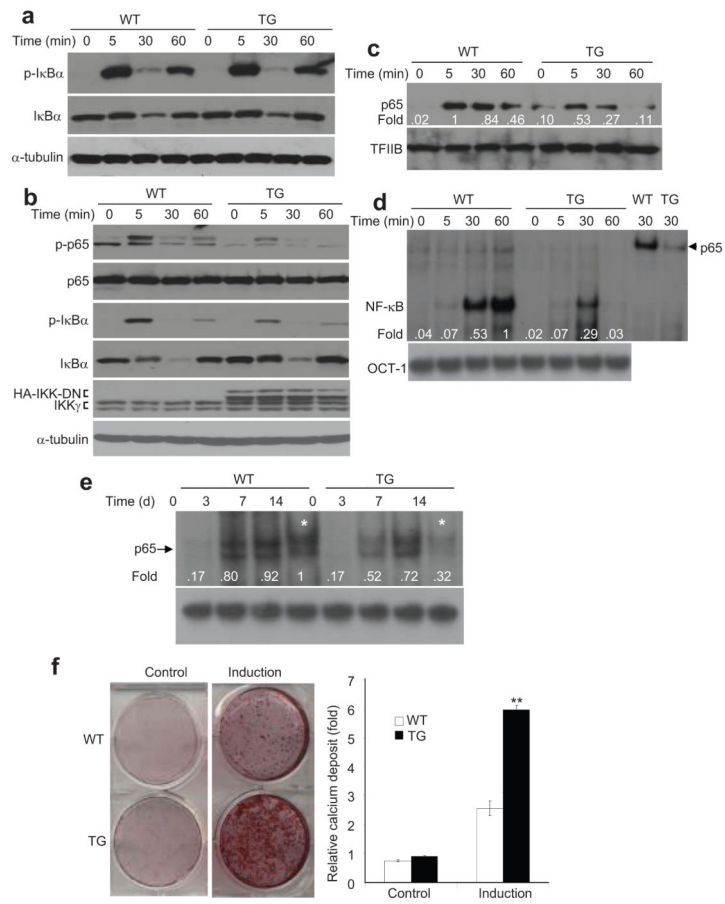 a
WT TG
Time (min) 0 5 30 60 0 5 30 60
p-IκBα
IκBα
α-tubulin
b
WT TG
Time (min) 0 5 30 60 0 5 30 60
p-p65
p65
p-IκBα
IκBα
HA-IKK-DN
IKKγ
α-tubulin
c
WT TG
Time (min) 0 5 30 60 0 5 30 60
p65
Fold .02 1 .84 .46 .10 .53 .27 .11
TFIIB
d
WT TG WT TG
Time (min) 0 5 30 60 0 5 30 60 30 30
p65
NF-κB
Fold .04 .07 .53 1 .02 .07 .29 .03
OCT-1
e
WT TG
Time (d) 0 3 7 14 0 3 7 14
* *
p65
Fold .17 .80 .92 1 .17 .52 .72 .32
f
Control Induction
WT
TG
Relative calcium deposit (fold)
7
6
5
4
3
2
1
0
WT
TG
**
Control Induction